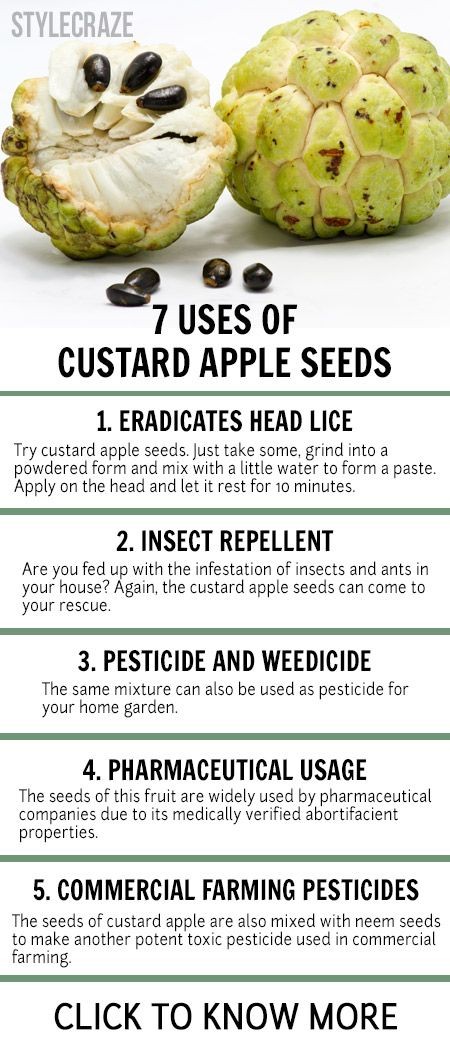 STYLECRAZE
7 USES OF
CUSTARD APPLE SEEDS
1. ERADICATES HEAD LICE
Try custard apple seeds. Just take some, grind into a
powdered form and mix with a little water to form a paste.
Apply on the head and let it rest for 10 minutes.
2. INSECT REPELLENT
Are you fed up with the infestation of insects and ants in
your house? Again, the custard apple seeds can come to
your rescue.
3. PESTICIDE AND WEEDICIDE
The same mixture can also be used as pesticide for
your home garden.
4. PHARMACEUTICAL USAGE
The seeds of this fruit are widely used by pharmaceutical
companies due to its medically verified abortifacient
properties.
5. COMMERCIAL FARMING PESTICIDES
The seeds of custard apple are also mixed with neem seeds
to make another potent toxic pesticide used in commercial
farming.
CLICK TO KNOW MORE